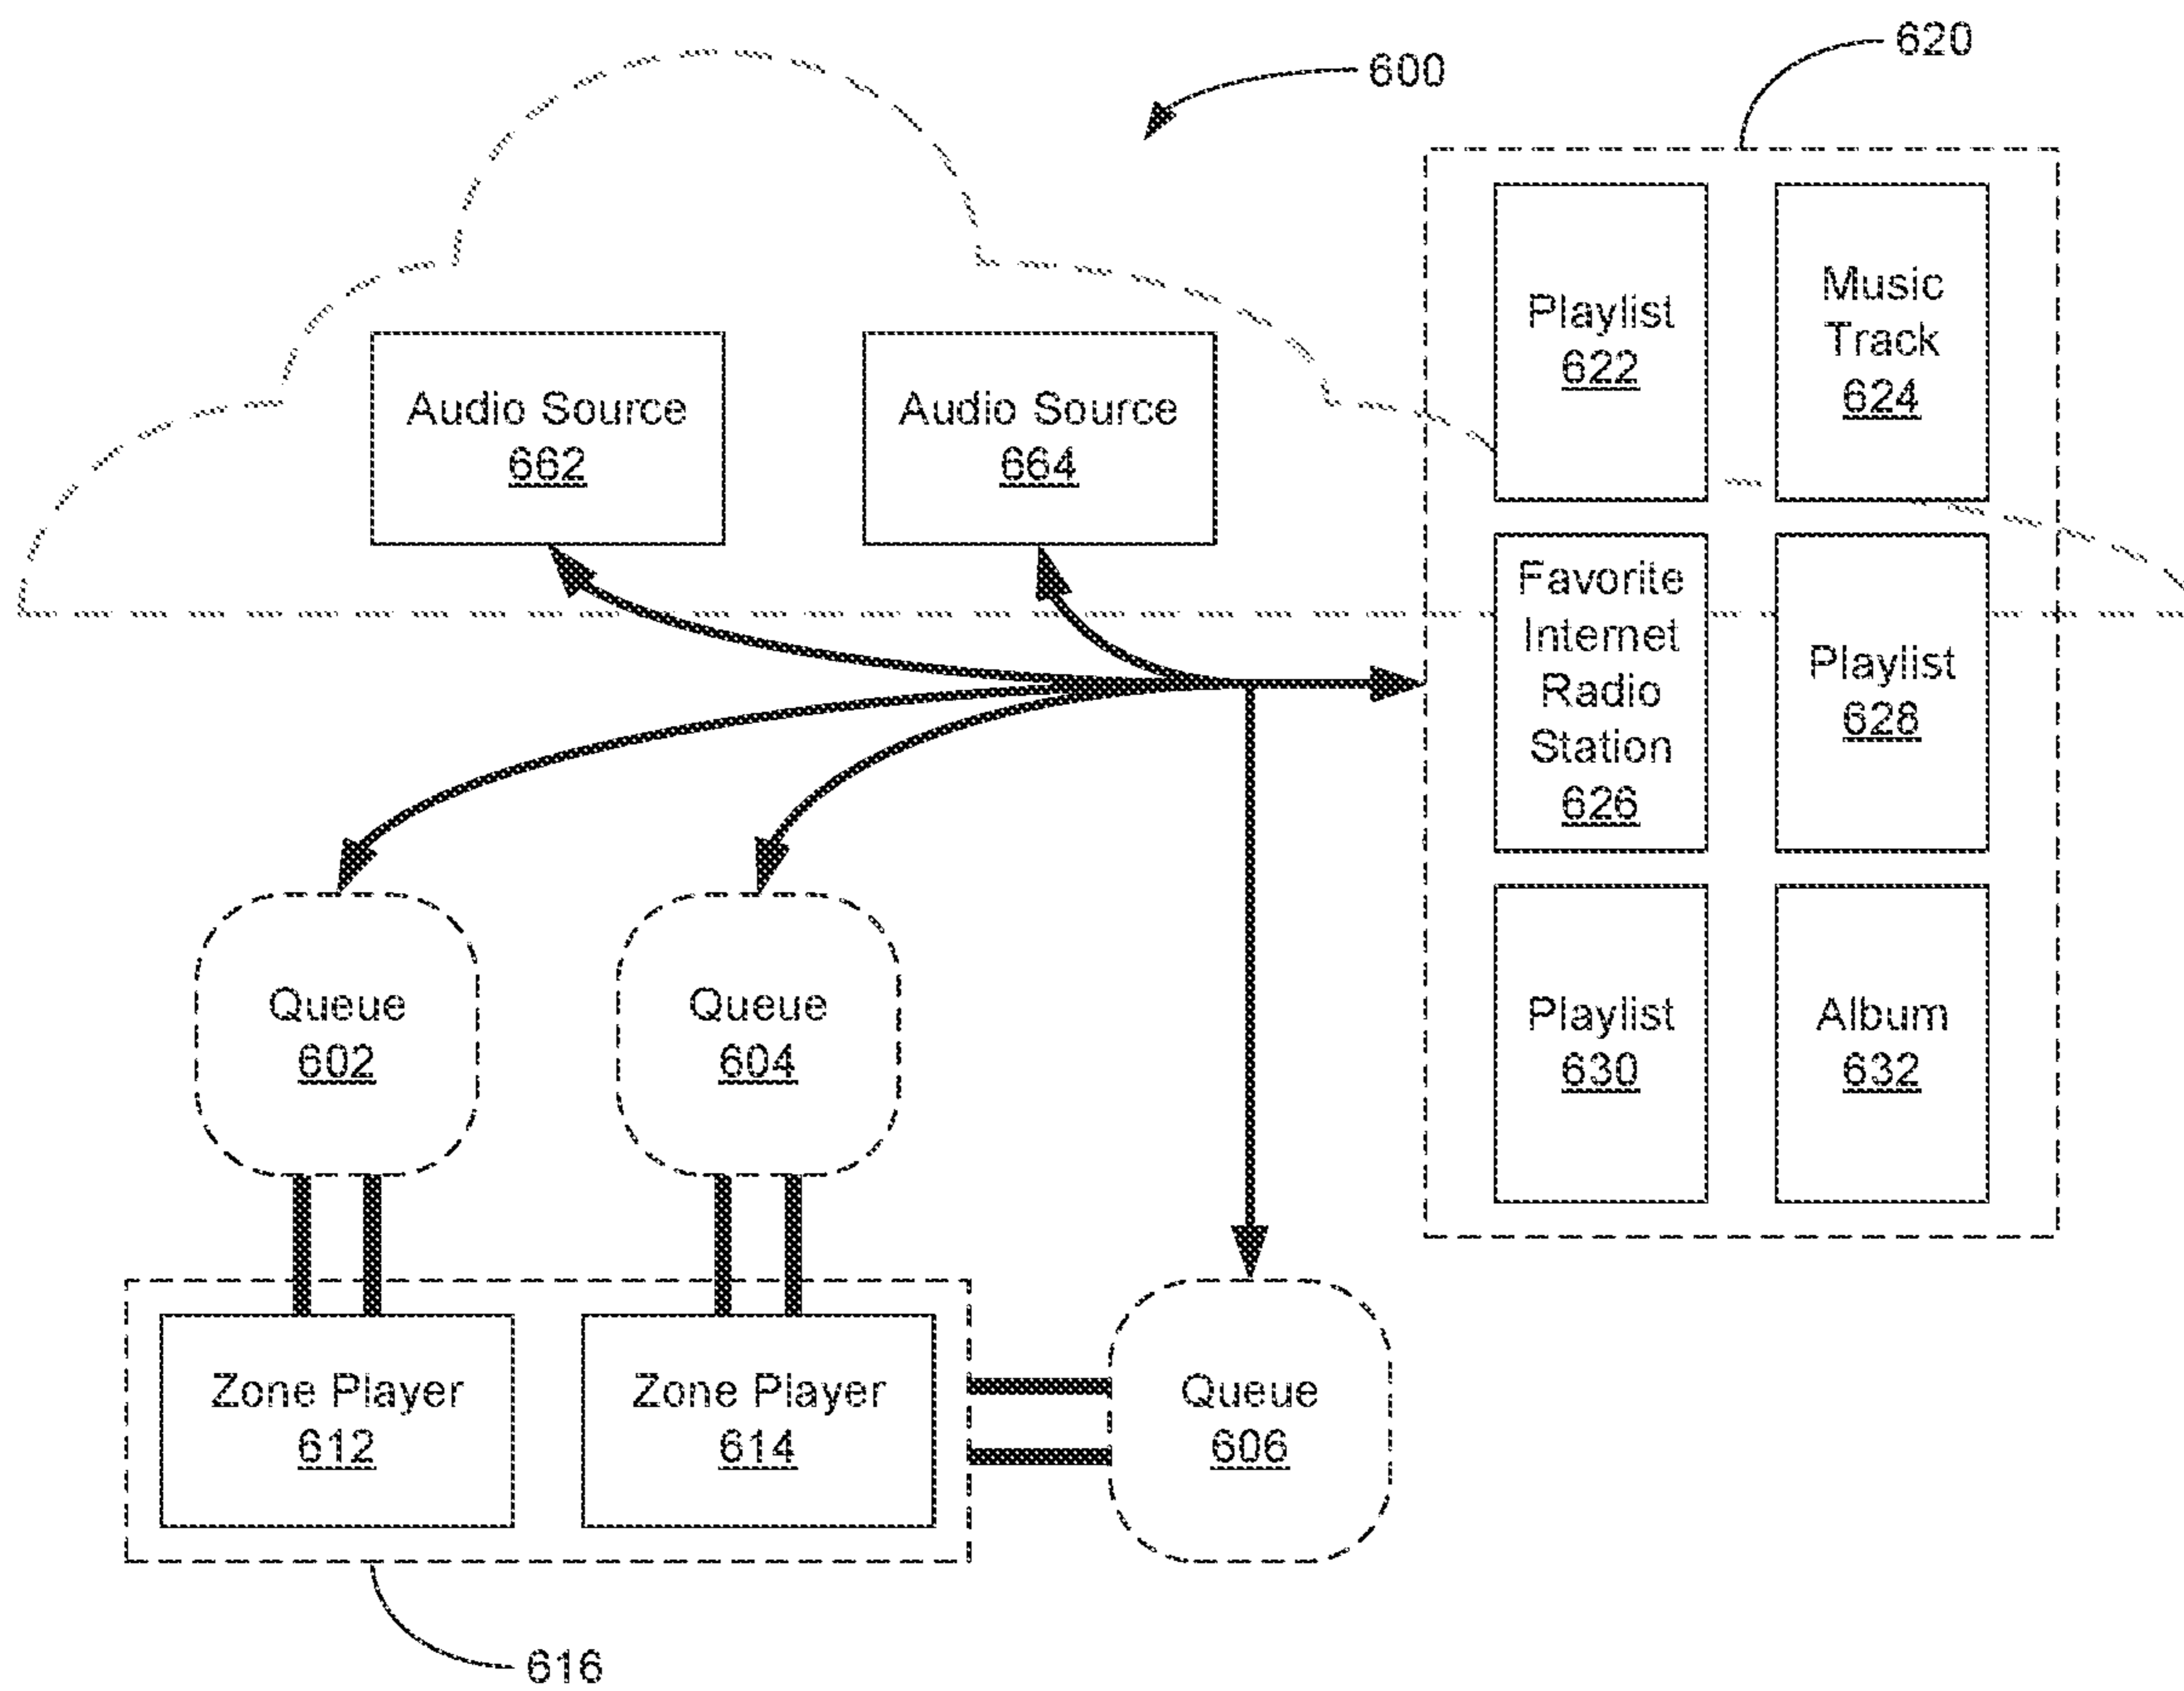 600
620
Audio Source
662
Audio Source
664
Playlist
622
Music
Track
624
Favorite
Internet
Radio
Station
626
Playlist
628
Playlist
630
Album
632
Queue
602
Queue
604
Zone Player
612
Zone Player
614
Queue
606
616